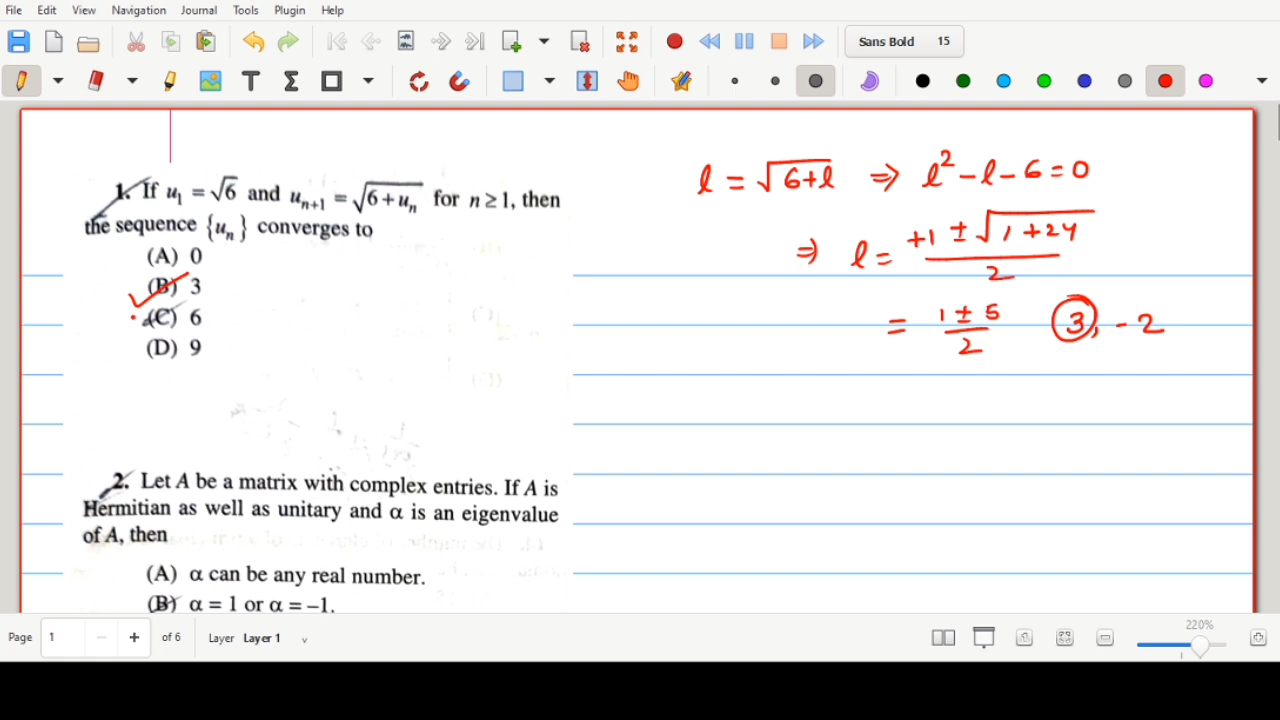 File Edit View Navigation Journal Tools Plugin Help
Sans Bold 15
1. If u₁ = √6 and uₙ₊₁ = √(6+uₙ) for n ≥ 1, then
the sequence {uₙ} converges to
(A) 0
(B) 3
(C) 6
(D) 9
2. Let A be a matrix with complex entries. If A is
Hermitian as well as unitary and α is an eigenvalue
of A, then
(A) α can be any real number.
(B) α = 1 or α = −1.
l = √(6+l) ⇒ l² − l − 6 = 0
⇒ l = (+1 ± √(1+24))/2
= (1 ± 5)/2 3, −2
Page 1 of 6 Layer Layer 1 220%